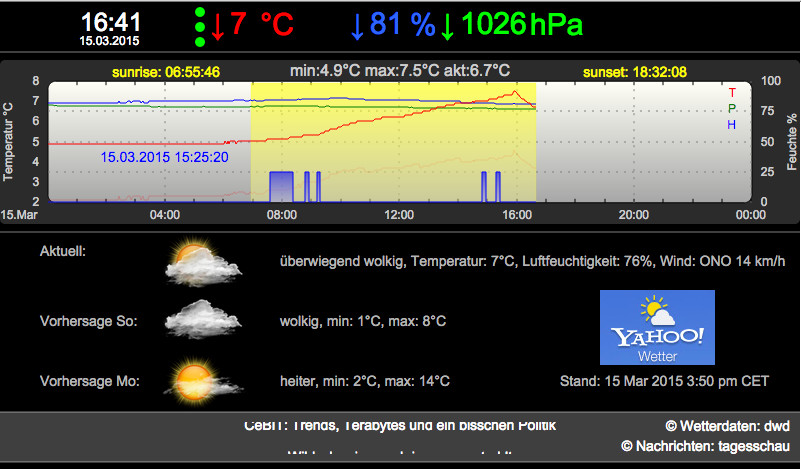 16:41
15.03.2015
↓7 °C
↓81 %
↓1026hPa
sunrise: 06:55:46
min:4.9°C max:7.5°C akt:6.7°C
sunset: 18:32:08
Temperatur °C
8
7
6
5
4
3
2
100
75
50
25
0
Feuchte %
T
P
H
15.03.2015 15:25:20
15.Mar
04:00
08:00
12:00
16:00
20:00
00:00
Aktuell:
überwiegend wolkig, Temperatur: 7°C, Luftfeuchtigkeit: 76%, Wind: ONO 14 km/h
Vorhersage So:
wolkig, min: 1°C, max: 8°C
YAHOO!
Wetter
Vorhersage Mo:
heiter, min: 2°C, max: 14°C
Stand: 15 Mar 2015 3:50 pm CET
CeBIT: Trends, Terabytes und ein bisschen Politik
© Wetterdaten: dwd
© Nachrichten: tagesschau